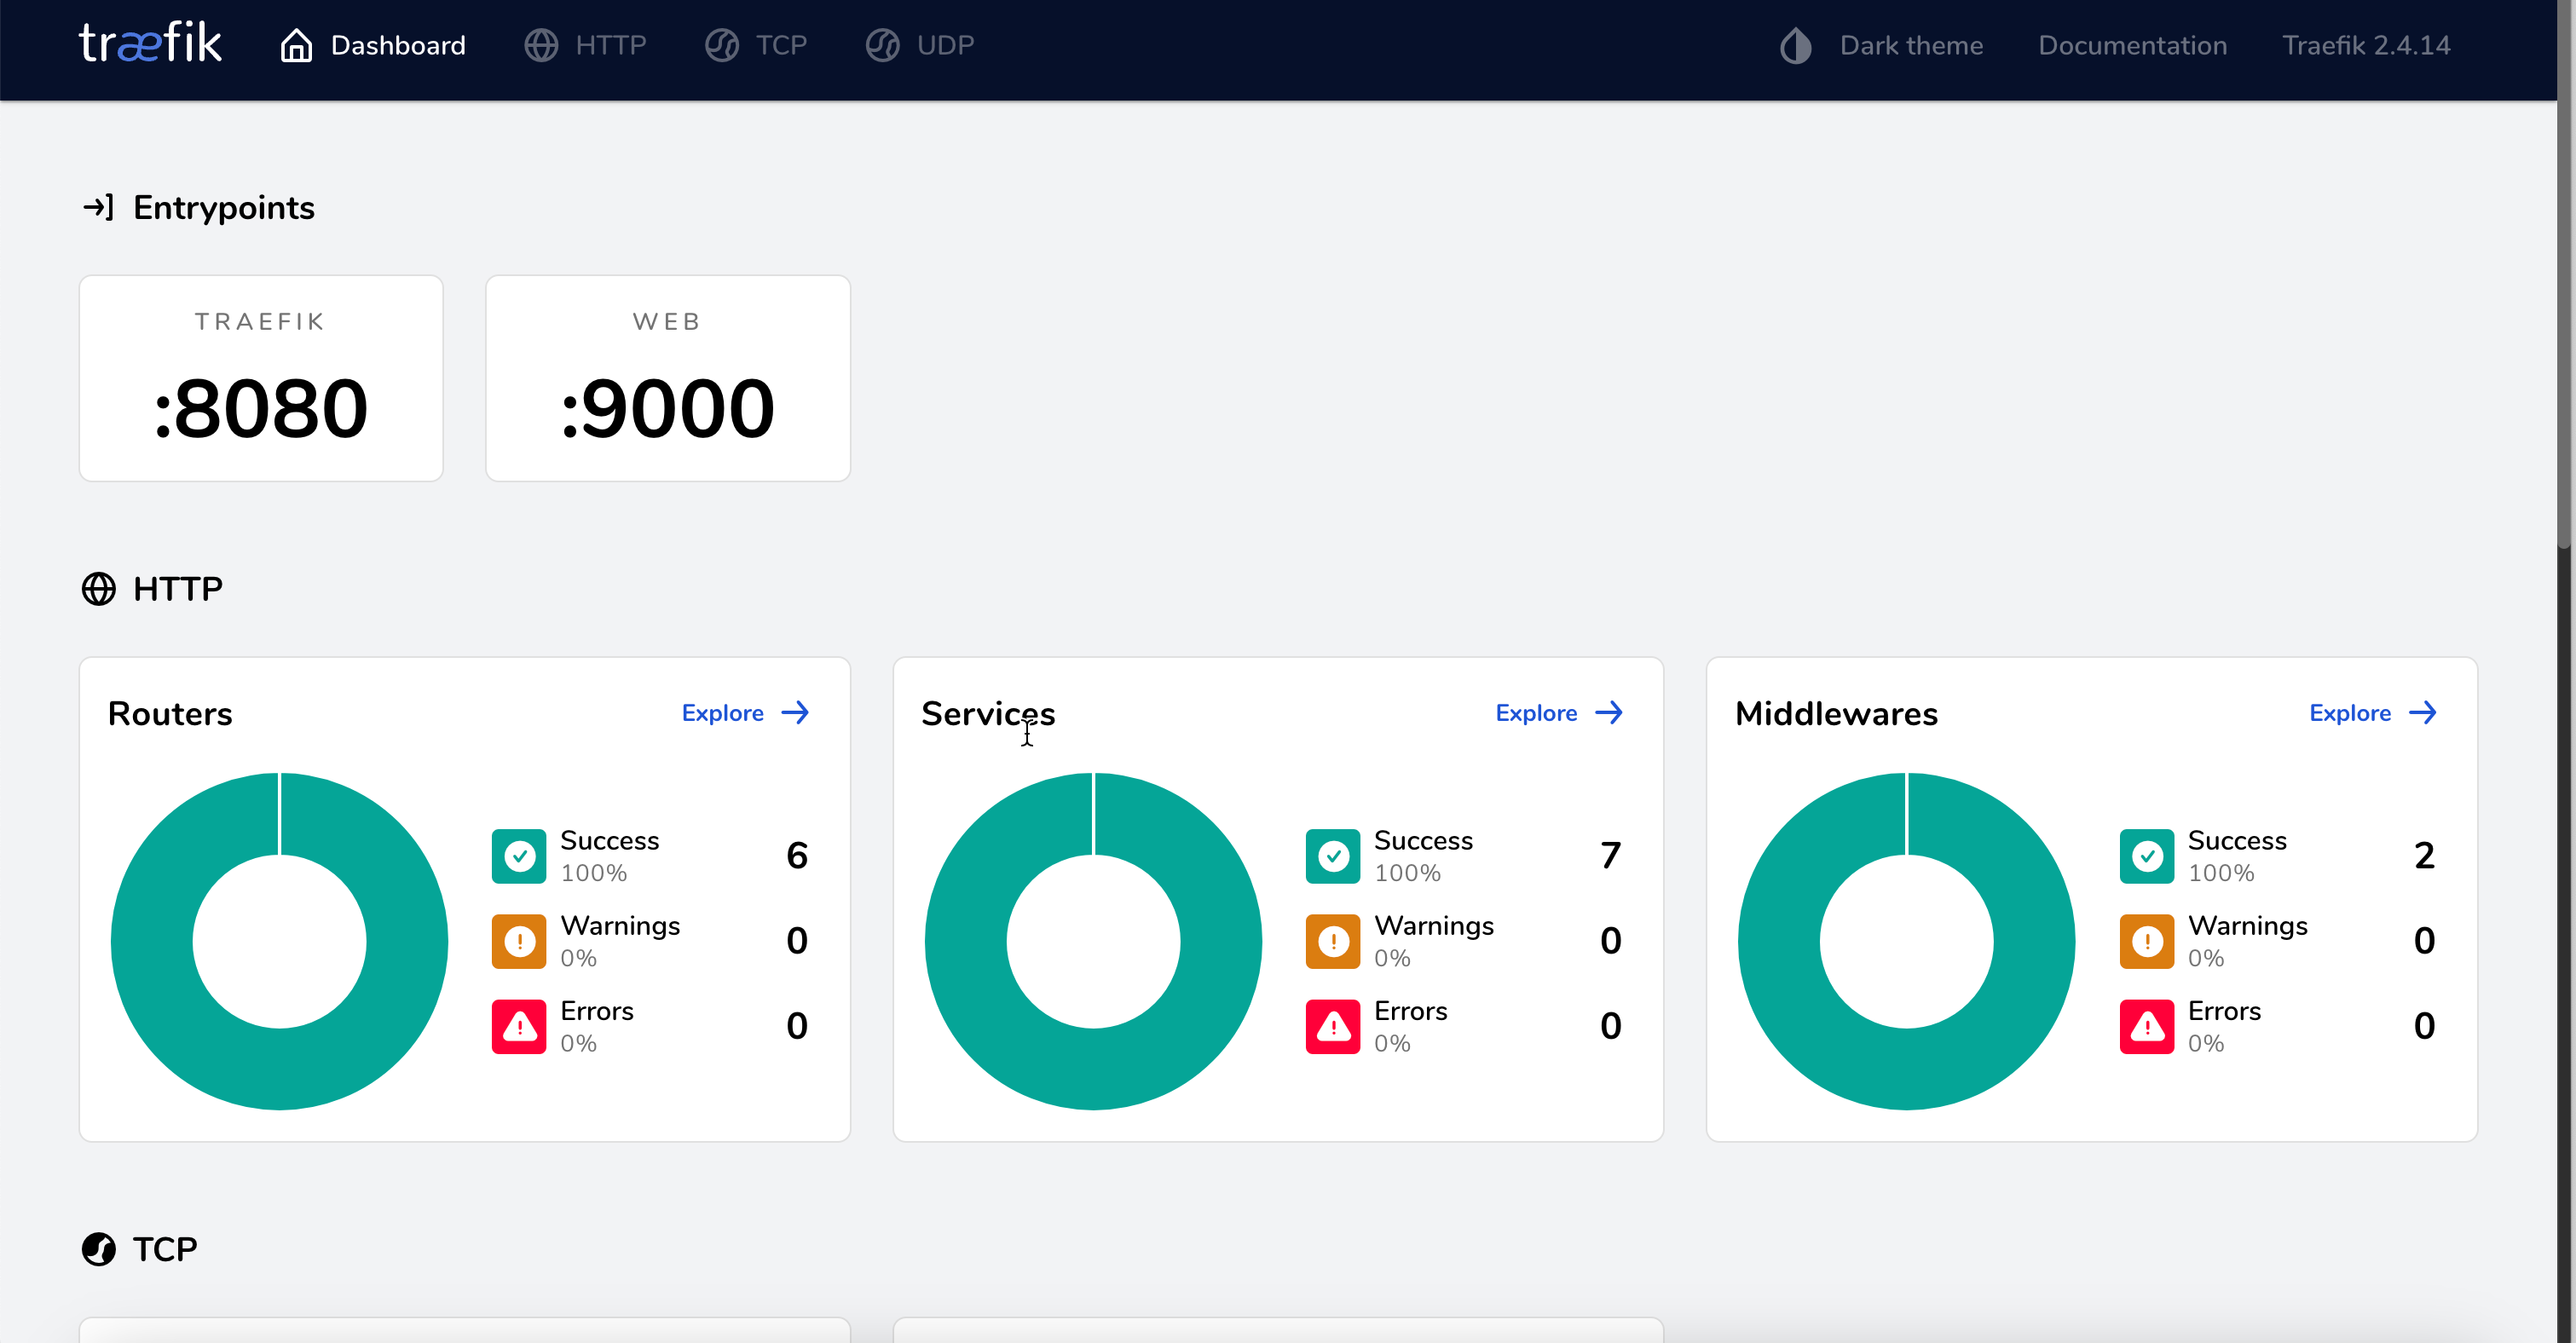 træfik Dashboard HTTP TCP UDP Dark theme Documentation Traefik 2.4.14
Entrypoints
TRAEFIK
:8080
WEB
:9000
HTTP
Routers Explore
Success 6
100%
Warnings 0
0%
Errors 0
0%
Services Explore
Success 7
100%
Warnings 0
0%
Errors 0
0%
Middlewares Explore
Success 2
100%
Warnings 0
0%
Errors 0
0%
TCP